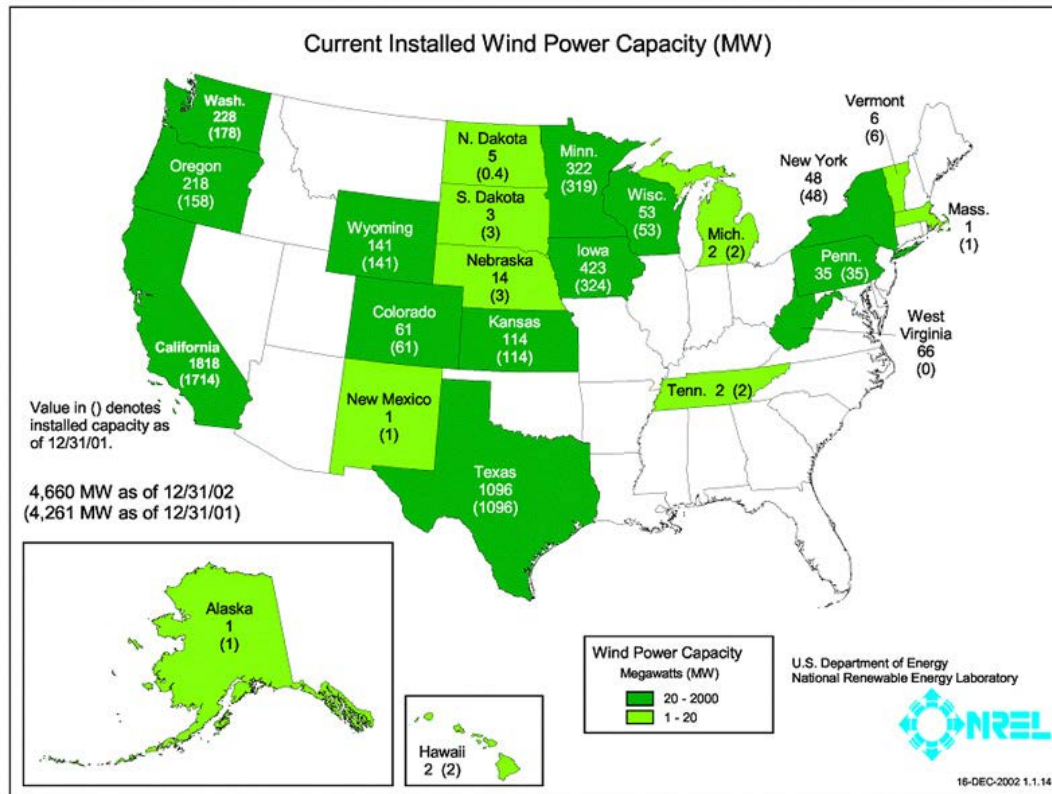 Current Installed Wind Power Capacity (MW)
Wash.
228
(178)
Oregon
218
(158)
California
1818
(1714)
Wyoming
141
(141)
Colorado
61
(61)
New Mexico
1
(1)
N. Dakota
5
(0.4)
S. Dakota
3
(3)
Nebraska
14
(3)
Kansas
114
(114)
Texas
1096
(1096)
Minn.
322
(319)
Iowa
423
(324)
Wisc.
53
(53)
Mich.
2 (2)
Tenn. 2 (2)
Vermont
6
(6)
New York
48
(48)
Mass.
1
(1)
Penn.
35 (35)
West
Virginia
66
(0)
Value in () denotes
installed capacity as
of 12/31/01.
4,660 MW as of 12/31/02
(4,261 MW as of 12/31/01)
Alaska
1
(1)
Hawaii
2 (2)
Wind Power Capacity
Megawatts (MW)
20 - 2000
1 - 20
U.S. Department of Energy
National Renewable Energy Laboratory
NREL
16-DEC-2002 1.1.14